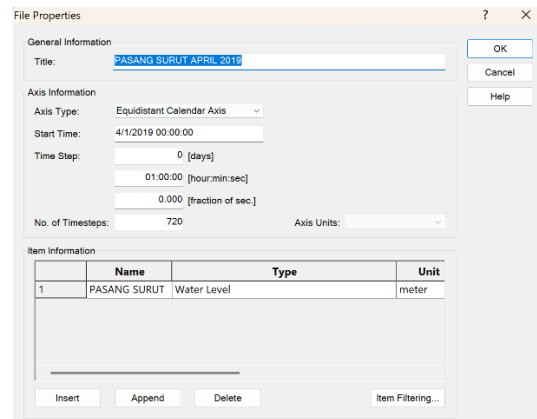 File Properties ? ×
General Information
OK
Title: PASANG SURUT APRIL 2019
Cancel
Axis Information
Help
Axis Type: Equidistant Calendar Axis
Start Time: 4/1/2019 00:00:00
Time Step: 0 [days]
01:00:00 [hour:min:sec]
0.000 [fraction of sec.]
No. of Timesteps: 720 Axis Units:
Item Information
Name Type Unit
1 PASANG SURUT Water Level meter
Insert Append Delete Item Filtering...